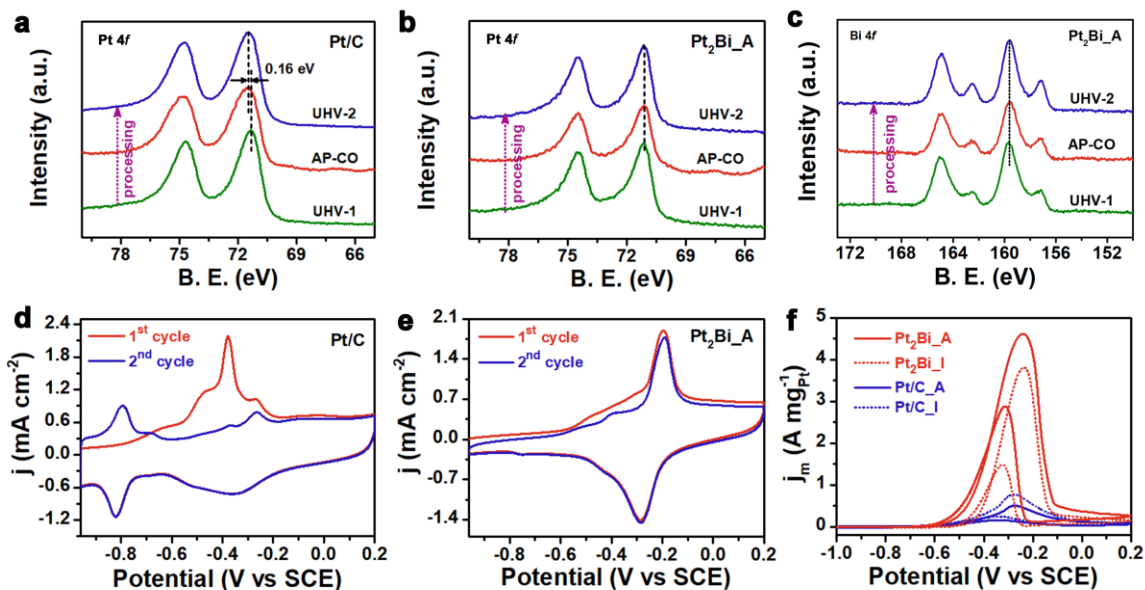 a
Pt 4f
Pt/C
0.16 eV
UHV-2
AP-CO
UHV-1
processing
Intensity (a.u.)
78 75 72 69 66
B. E. (eV)
b
Pt 4f
Pt₂Bi_A
UHV-2
AP-CO
UHV-1
processing
Intensity (a.u.)
78 75 72 69 66
B. E. (eV)
c
Bi 4f
Pt₂Bi_A
UHV-2
AP-CO
UHV-1
processing
Intensity (a.u.)
172 168 164 160 156 152
B. E. (eV)
d
1st cycle
2nd cycle
Pt/C
j (mA cm-2)
2.4
1.8
1.2
0.6
0.0
-0.6
-1.2
-0.8 -0.6 -0.4 -0.2 0.0 0.2
Potential (V vs SCE)
e
1st cycle
2nd cycle
Pt₂Bi_A
j (mA cm-2)
2.1
1.4
0.7
0.0
-0.7
-1.4
-0.8 -0.6 -0.4 -0.2 0.0 0.2
Potential (V vs SCE)
f
Pt₂Bi_A
Pt₂Bi_I
Pt/C_A
Pt/C_I
jm (A mg-1Pt)
5
4
3
2
1
0
-1.0 -0.8 -0.6 -0.4 -0.2 0.0 0.2
Potential (V vs SCE)